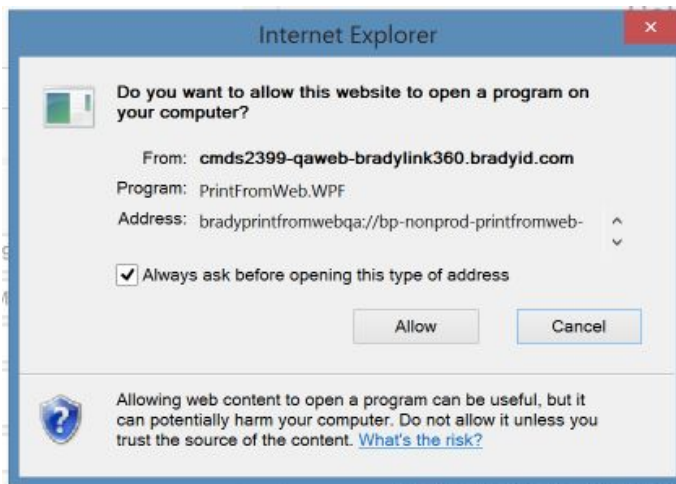 Internet Explorer
Do you want to allow this website to open a program on
your computer?
From: cmds2399-qaweb-bradylink360.bradyid.com
Program: PrintFromWeb.WPF
Address: bradyprintfromwebqa://bp-nonprod-printfromweb-
Always ask before opening this type of address
Allow Cancel
Allowing web content to open a program can be useful, but it
can potentially harm your computer. Do not allow it unless you
trust the source of the content. What's the risk?